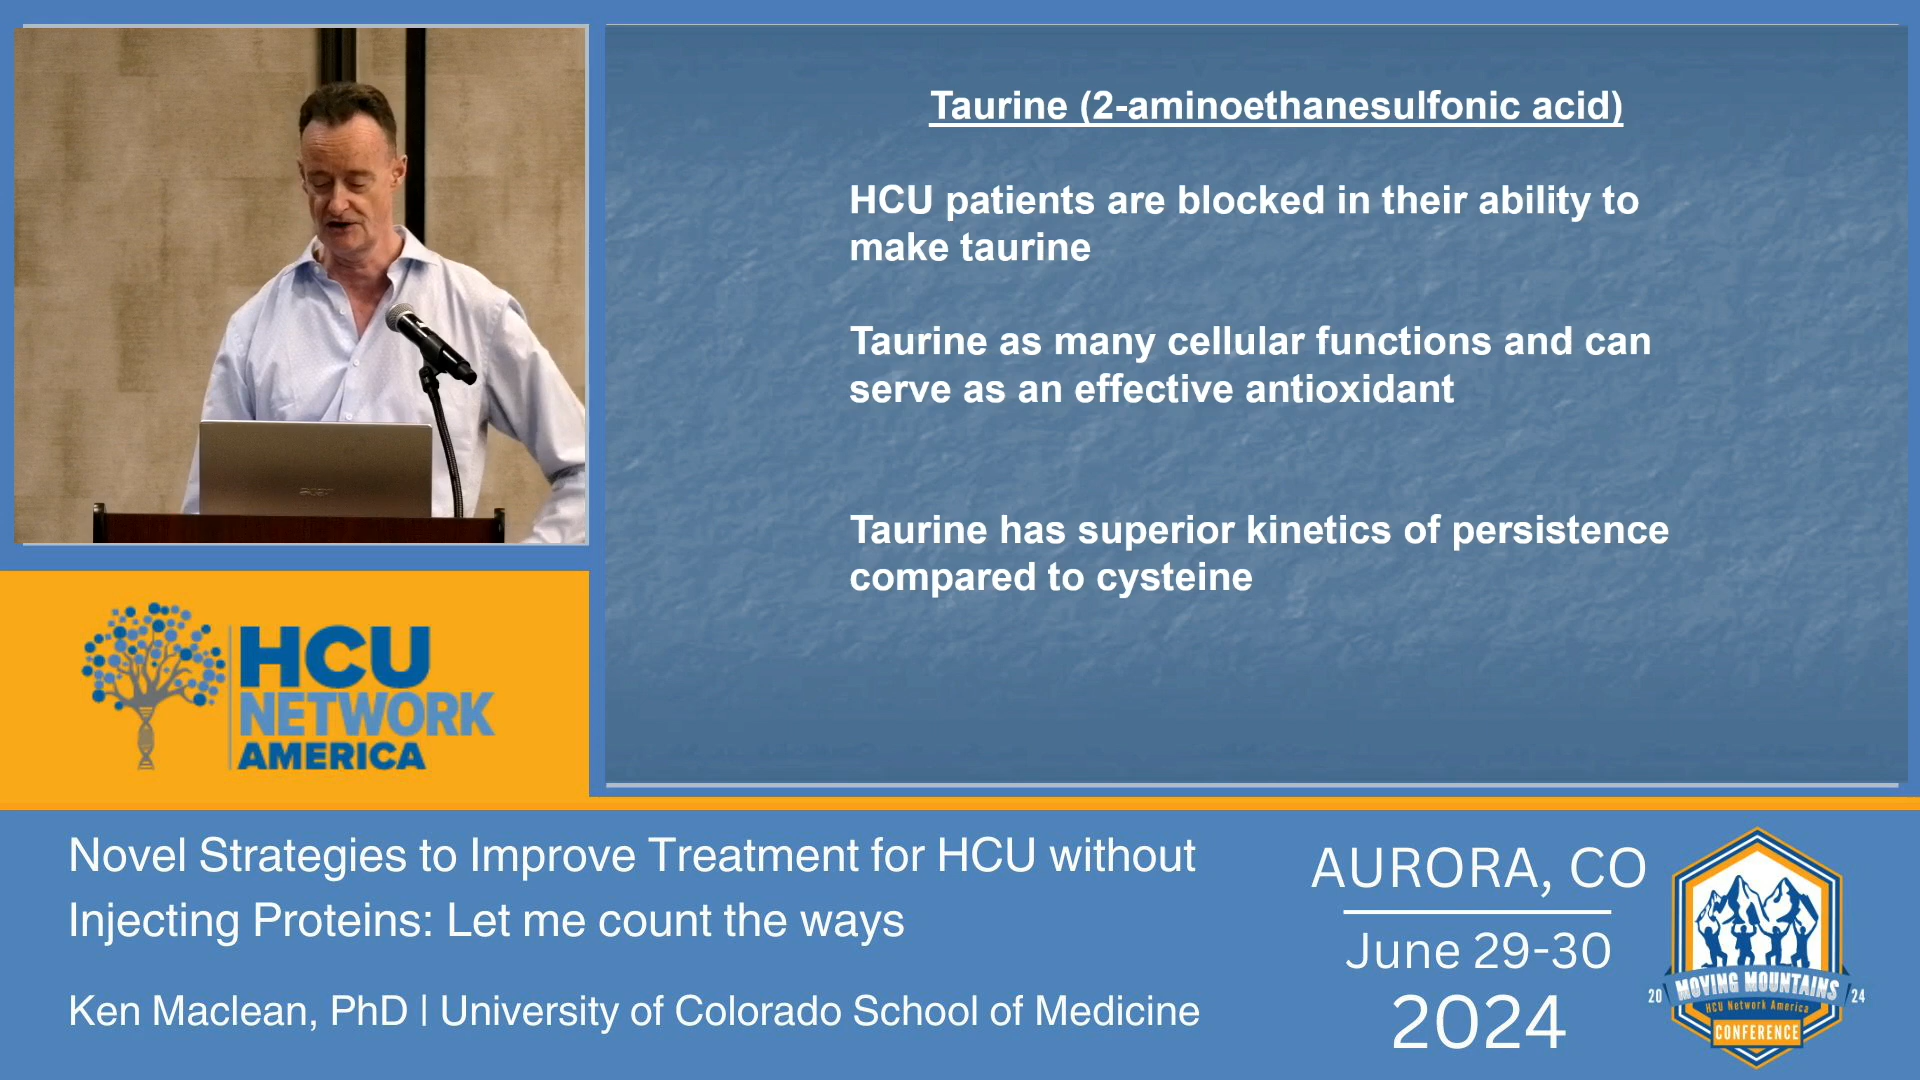 Taurine (2-aminoethanesulfonic acid)
HCU patients are blocked in their ability to
make taurine
Taurine as many cellular functions and can
serve as an effective antioxidant
Taurine has superior kinetics of persistence
compared to cysteine
acer
HCU
NETWORK
AMERICA
Novel Strategies to Improve Treatment for HCU without
Injecting Proteins: Let me count the ways
Ken Maclean, PhD | University of Colorado School of Medicine
AURORA, CO
June 29-30
2024
20 MOVING MOUNTAINS 24
HCU Network America
CONFERENCE